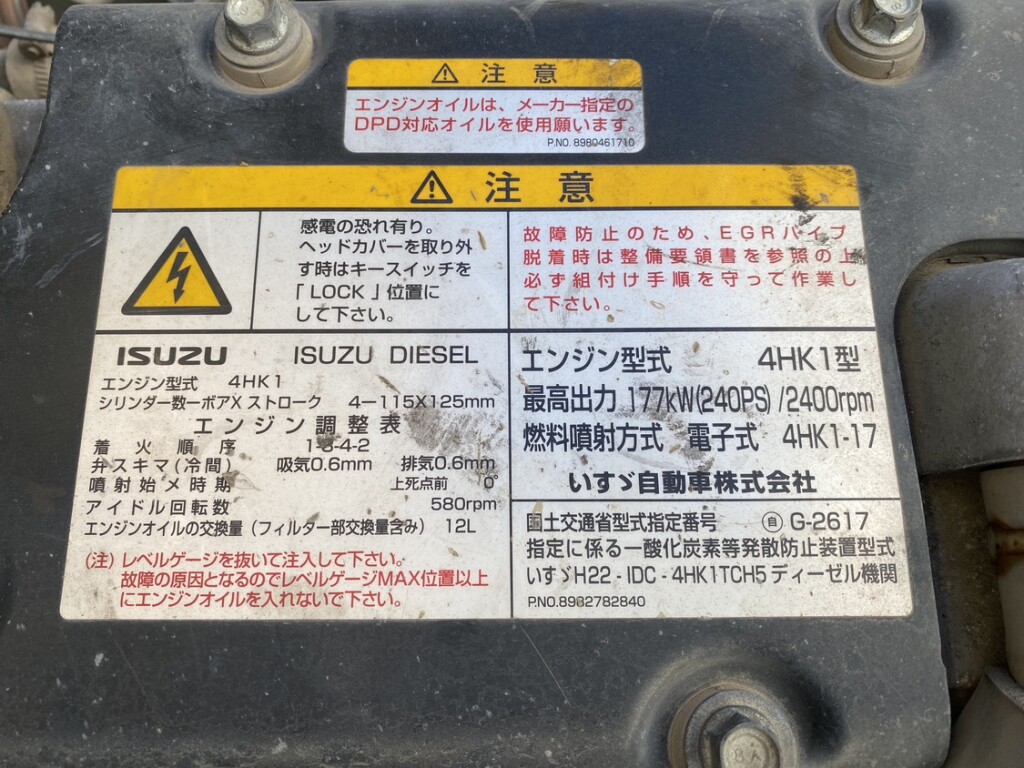 ⚠ 注意
エンジンオイルは、メーカー指定の
DPD対応オイルを使用願います。
P.NO. 8980461710
⚠ 注意
感電の恐れ有り。
ヘッドカバーを取り外
す時はキースイッチを
「LOCK」位置に
して下さい。
故障防止のため、EGRパイプ
脱着時は整備要領書を参照の上
必ず組付け手順を守って作業し
て下さい。
ISUZU ISUZU DIESEL
エンジン型式 4HK1
シリンダー数ーボアX ストローク 4-115X125mm
エンジン調整表
着火順序 1-3-4-2
弁スキマ(冷間) 吸気0.6mm 排気0.6mm
噴射始メ時期 上死点前 0°
アイドル回転数 580rpm
エンジンオイルの交換量(フィルター部交換量含み) 12L
(注)レベルゲージを抜いて注入して下さい。
故障の原因となるのでレベルゲージMAX位置以上
にエンジンオイルを入れないで下さい。
エンジン型式 4HK1型
最高出力 177kW(240PS)/2400rpm
燃料噴射方式 電子式 4HK1-17
いすゞ自動車株式会社
国土交通省型式指定番号 ㊐ G-2617
指定に係る一酸化炭素等発散防止装置型式
いすゞH22-IDC-4HK1TCH5ディーゼル機関
P.NO.8982782840